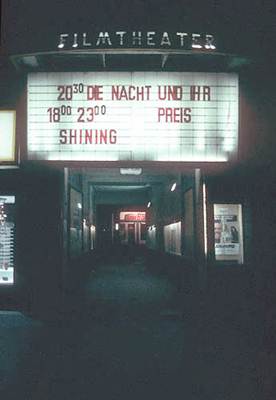 FILMTHEATER
20³⁰ DIE NACHT UND IHR
18⁰⁰ 23⁰⁰ PREIS
SHINING